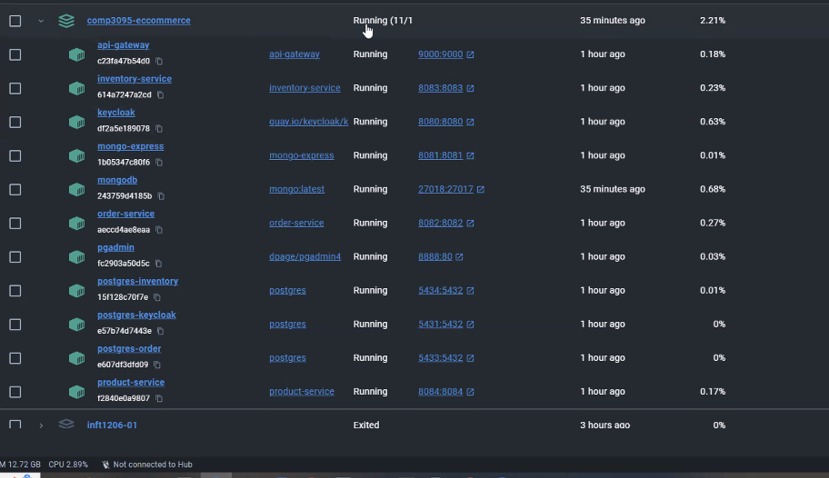 comp3095-eccommerce Running (11/1 35 minutes ago 2.21%
api-gateway
c23fa47b54d0 api-gateway Running 9000:9000 1 hour ago 0.18%
inventory-service
614a7247a2cd inventory-service Running 8083:8083 1 hour ago 0.23%
keycloak
df2a5e189078 quay.io/keycloak/k Running 8080:8080 1 hour ago 0.63%
mongo-express
1b05347c80f6 mongo-express Running 8081:8081 1 hour ago 0.01%
mongodb
243759d4185b mongo:latest Running 27018:27017 35 minutes ago 0.68%
order-service
aeccd4ae8eaa order-service Running 8082:8082 1 hour ago 0.27%
pgadmin
fc2903a50d5c dpage/pgadmin4 Running 8888:80 1 hour ago 0.03%
postgres-inventory
15f128c70f7e postgres Running 5434:5432 1 hour ago 0.01%
postgres-keycloak
e57b74d7443e postgres Running 5431:5432 1 hour ago 0%
postgres-order
e607df3dfd09 postgres Running 5433:5432 1 hour ago 0%
product-service
f2840e0a9807 product-service Running 8084:8084 1 hour ago 0.17%
inft1206-01 Exited 3 hours ago 0%
M 12.72 GB CPU 2.89% Not connected to Hub